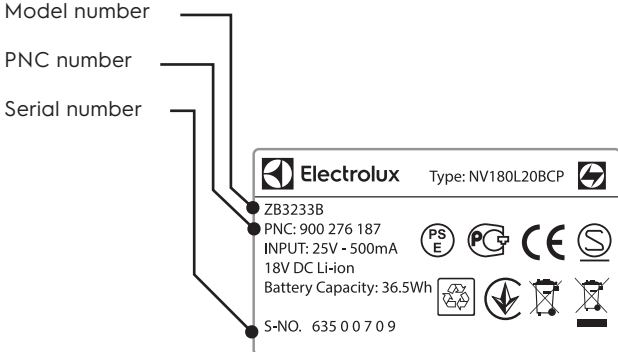 Model number
PNC number
Serial number
Electrolux Type: NV180L20BCP
ZB3233B
PNC: 900 276 187
INPUT: 25V - 500mA
18V DC Li-ion
Battery Capacity: 36.5Wh
S-NO. 635 0 0 7 0 9
PS
E
PG
CE
S